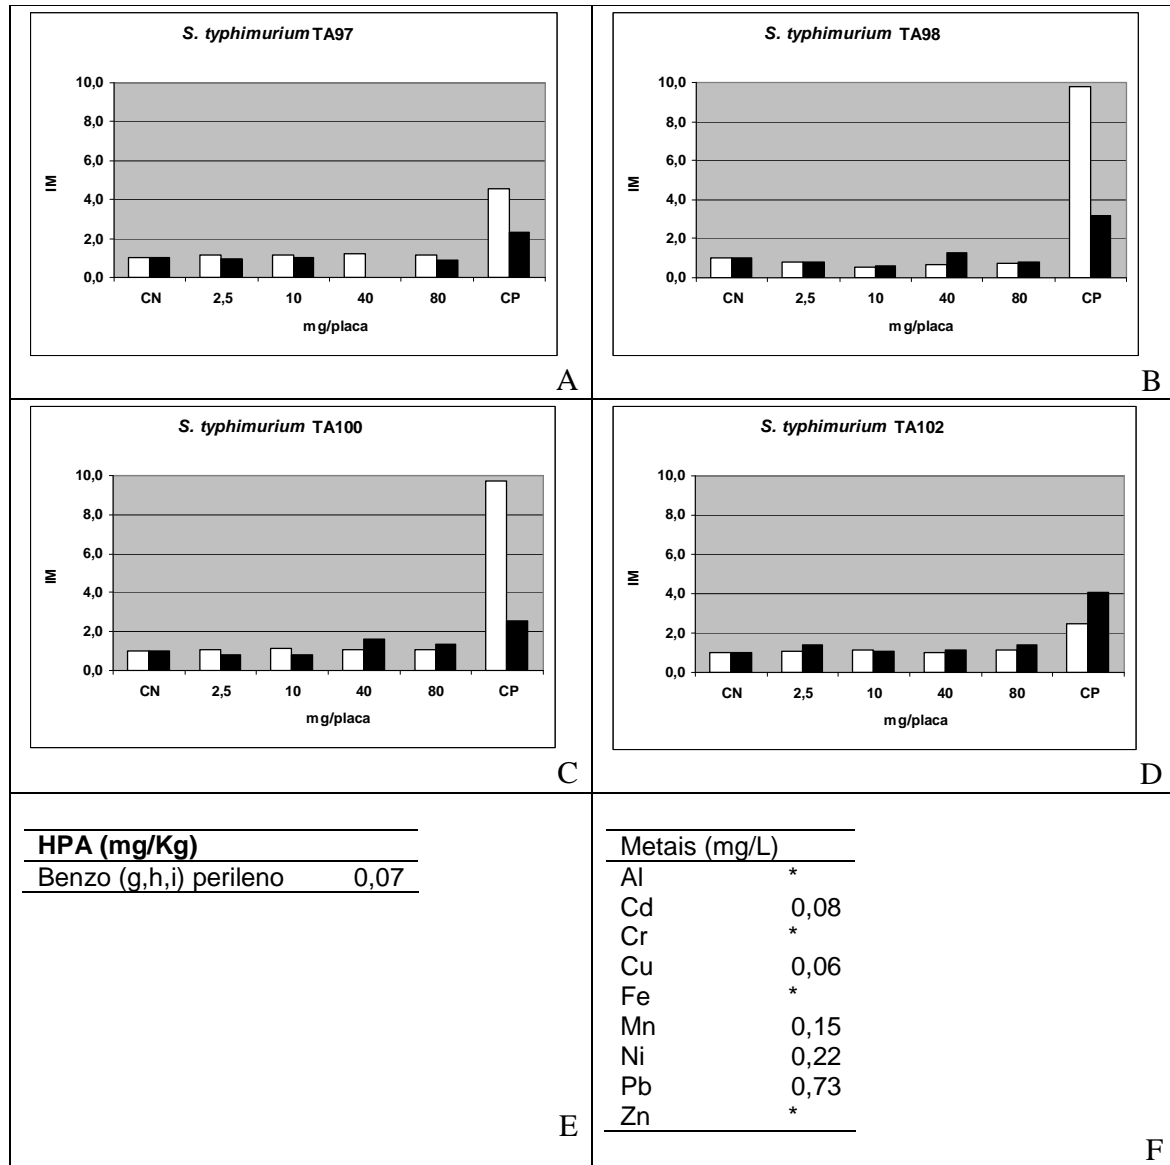 S. typhimurium TA97
10,0
8,0
6,0
4,0
2,0
0,0
IM
CN 2,5 10 40 80 CP
mg/placa
A
S. typhimurium TA98
10,0
8,0
6,0
4,0
2,0
0,0
IM
CN 2,5 10 40 80 CP
mg/placa
B
S. typhimurium TA100
10,0
8,0
6,0
4,0
2,0
0,0
IM
CN 2,5 10 40 80 CP
mg/placa
C
S. typhimurium TA102
10,0
8,0
6,0
4,0
2,0
0,0
IM
CN 2,5 10 40 80 CP
mg/placa
D
HPA (mg/Kg)
Benzo (g,h,i) perileno 0,07
E
Metais (mg/L)
Al *
Cd 0,08
Cr *
Cu 0,06
Fe *
Mn 0,15
Ni 0,22
Pb 0,73
Zn *
F